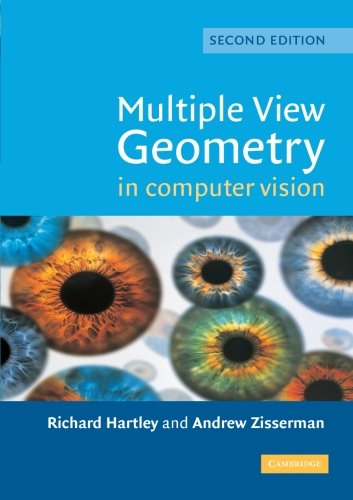 SECOND EDITION
Multiple View
Geometry
in computer vision
Richard Hartley and Andrew Zisserman
CAMBRIDGE